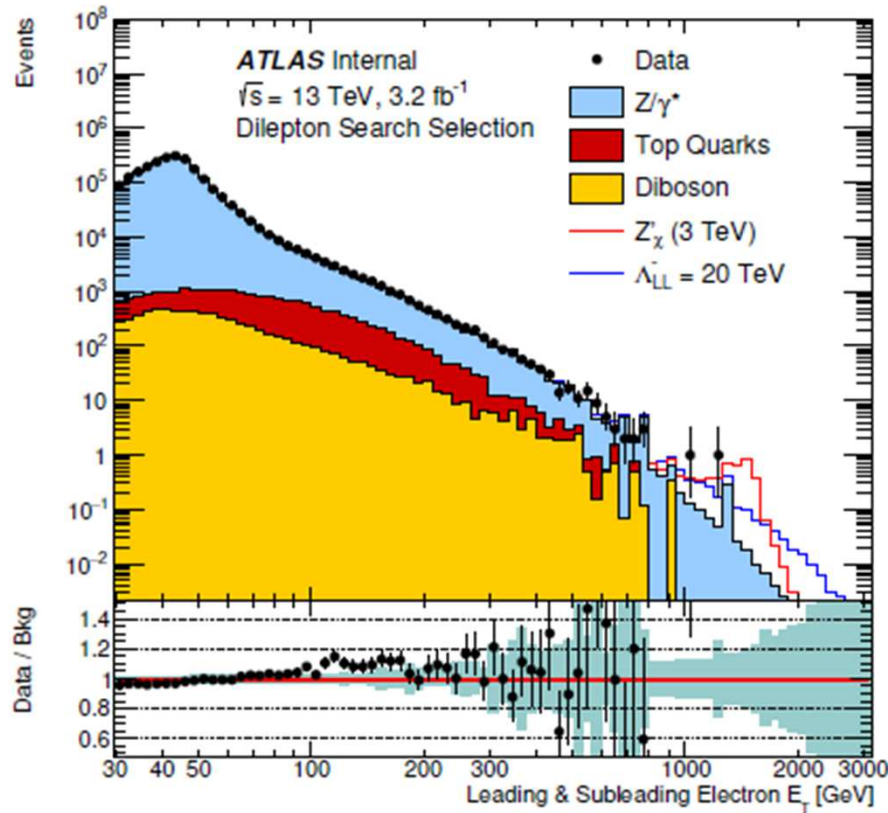 Events
10⁸
10⁷
10⁶
10⁵
10⁴
10³
10²
10
1
10⁻¹
10⁻²
ATLAS Internal
√s = 13 TeV, 3.2 fb⁻¹
Dilepton Search Selection
Data
Z/γ*
Top Quarks
Diboson
Z'χ (3 TeV)
Λ⁻LL = 20 TeV
Data / Bkg
1.4
1.2
1
0.8
0.6
30 40 50 100 200 300 1000 2000 3000
Leading & Subleading Electron E_T [GeV]